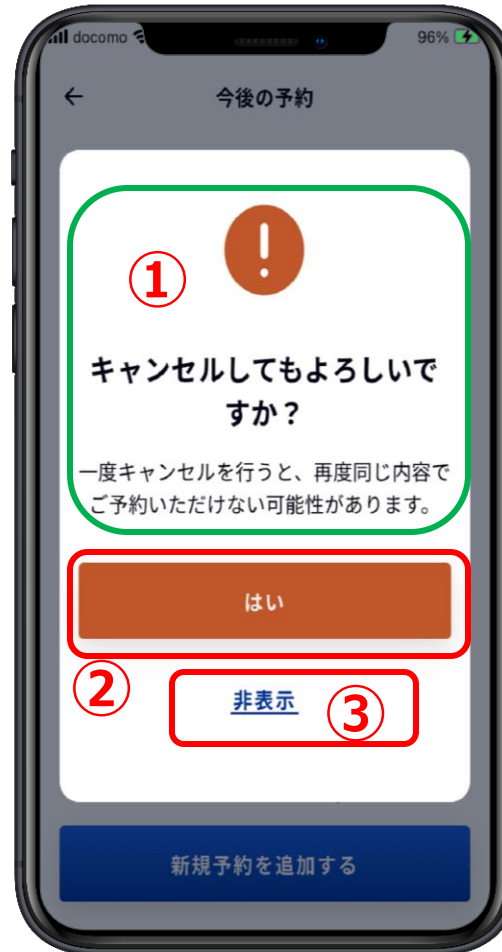 docomo
96%
←
今後の予約
①
キャンセルしてもよろしいで
すか？
一度キャンセルを行うと、再度同じ内容で
ご予約いただけない可能性があります。
はい
②
非表示
③
新規予約を追加する